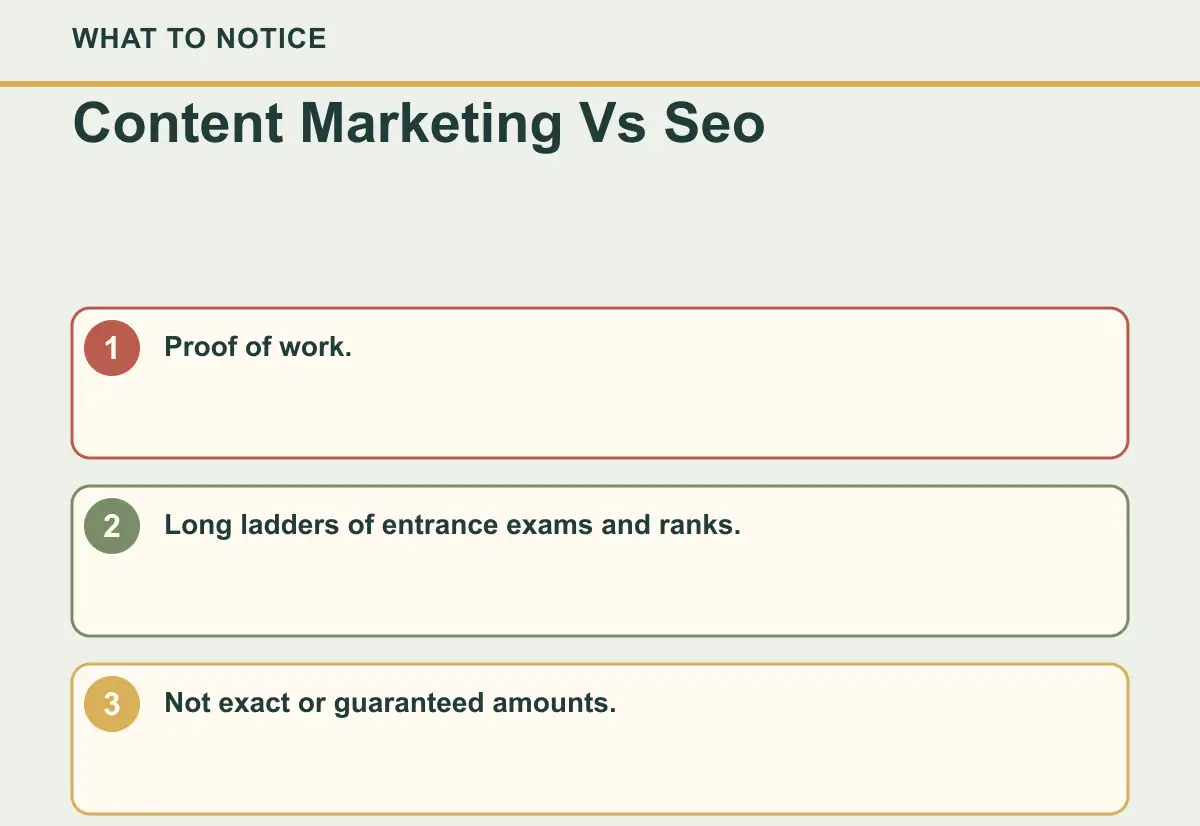 WHAT TO NOTICE
Content Marketing Vs Seo
1 Proof of work.
2 Long ladders of entrance exams and ranks.
3 Not exact or guaranteed amounts.